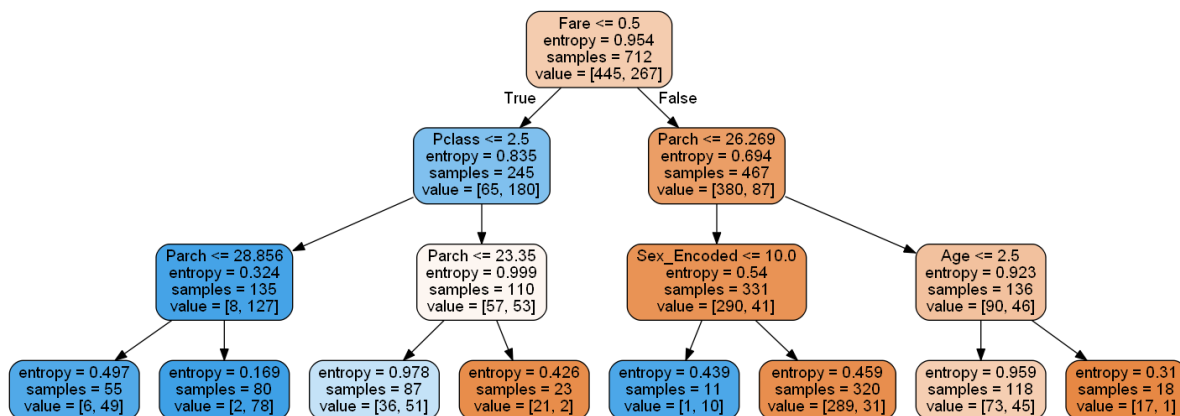 Fare <= 0.5
entropy = 0.954
samples = 712
value = [445, 267]
True
False
Pclass <= 2.5
entropy = 0.835
samples = 245
value = [65, 180]
Parch <= 26.269
entropy = 0.694
samples = 467
value = [380, 87]
Parch <= 28.856
entropy = 0.324
samples = 135
value = [8, 127]
Parch <= 23.35
entropy = 0.999
samples = 110
value = [57, 53]
Sex_Encoded <= 10.0
entropy = 0.54
samples = 331
value = [290, 41]
Age <= 2.5
entropy = 0.923
samples = 136
value = [90, 46]
entropy = 0.497
samples = 55
value = [6, 49]
entropy = 0.169
samples = 80
value = [2, 78]
entropy = 0.978
samples = 87
value = [36, 51]
entropy = 0.426
samples = 23
value = [21, 2]
entropy = 0.439
samples = 11
value = [1, 10]
entropy = 0.459
samples = 320
value = [289, 31]
entropy = 0.959
samples = 118
value = [73, 45]
entropy = 0.31
samples = 18
value = [17, 1]